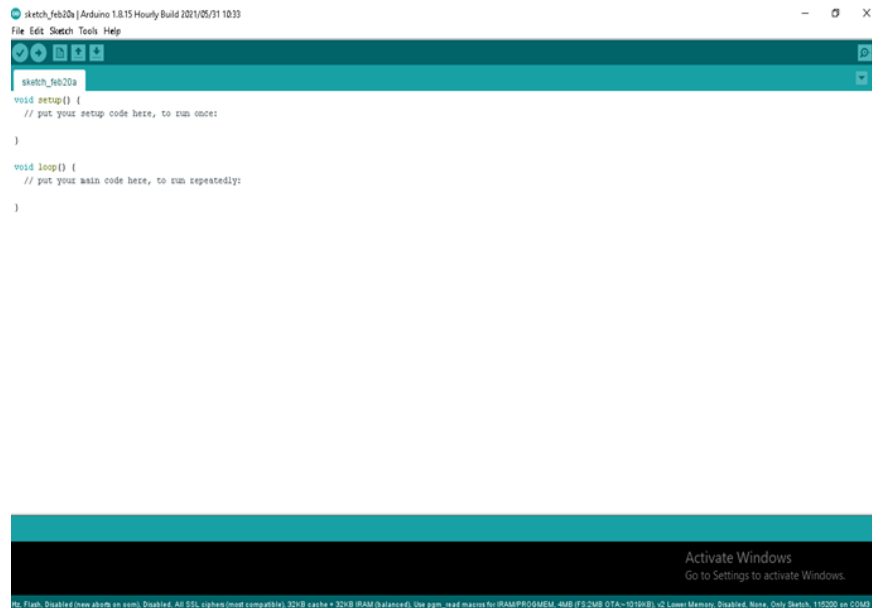 sketch_feb20a | Arduino 1.8.15 Hourly Build 2021/05/31 10:33
File Edit Sketch Tools Help
sketch_feb20a
void setup() {
// put your setup code here, to run once:
}
void loop() {
// put your main code here, to run repeatedly:
}
Activate Windows
Go to Settings to activate Windows.
Hz, Flash, Disabled (new aborts on oom), Disabled, All SSL ciphers (most compatible), 32KB cache + 32KB IRAM (balanced), Use pgm_read macros for IRAM/PROGMEM, 4MB (FS:2MB OTA:~1019KB), v2 Lower Memory, Disabled, None, Only Sketch, 115200 on COM3